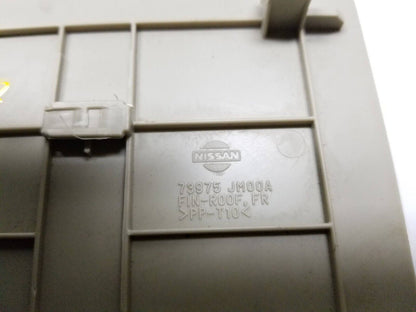 NISSAN
73975 JM00A
FIN-ROOF, FR
>PP-T10<